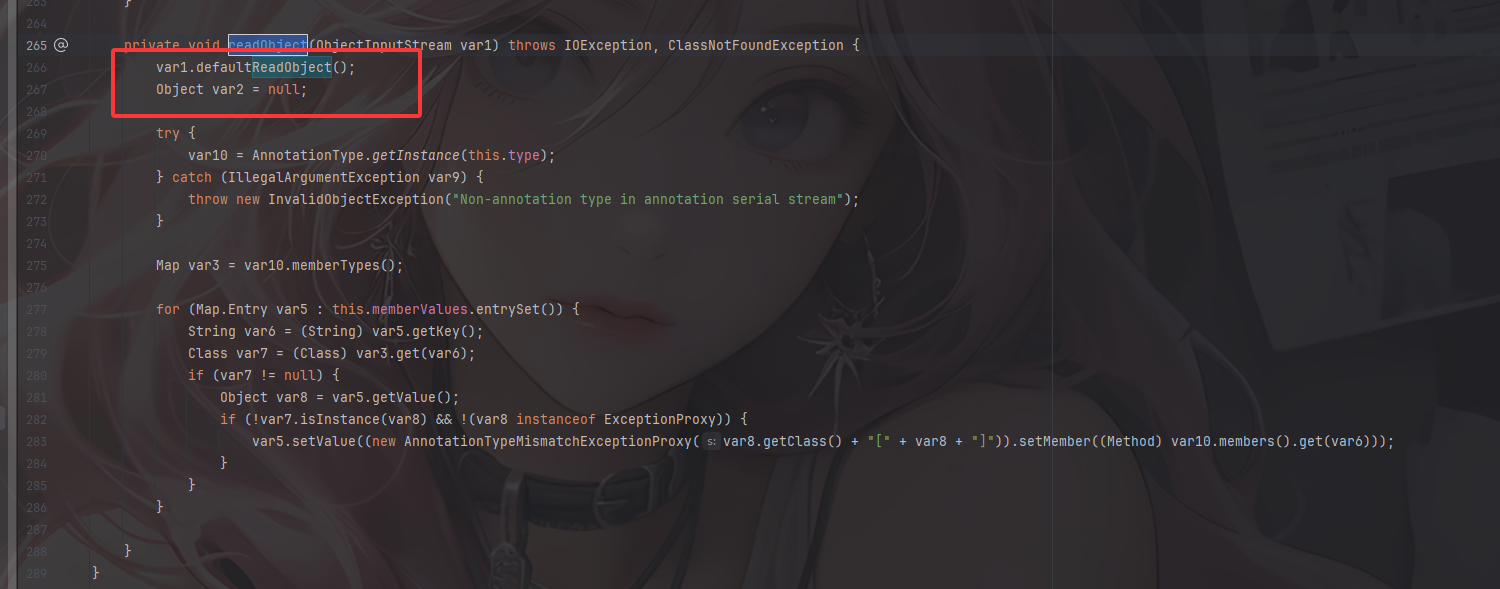 263 }
264
265 @ private void readObject(ObjectInputStream var1) throws IOException, ClassNotFoundException {
266 var1.defaultReadObject();
267 Object var2 = null;
268
269 try {
270 var10 = AnnotationType.getInstance(this.type);
271 } catch (IllegalArgumentException var9) {
272 throw new InvalidObjectException("Non-annotation type in annotation serial stream");
273 }
274
275 Map var3 = var10.memberTypes();
276
277 for (Map.Entry var5 : this.memberValues.entrySet()) {
278 String var6 = (String) var5.getKey();
279 Class var7 = (Class) var3.get(var6);
280 if (var7 != null) {
281 Object var8 = var5.getValue();
282 if (!var7.isInstance(var8) && !(var8 instanceof ExceptionProxy)) {
283 var5.setValue((new AnnotationTypeMismatchExceptionProxy( s: var8.getClass() + "[" + var8 + "]")).setMember((Method) var10.members().get(var6)));
284 }
285 }
286 }
287
288 }
289 }